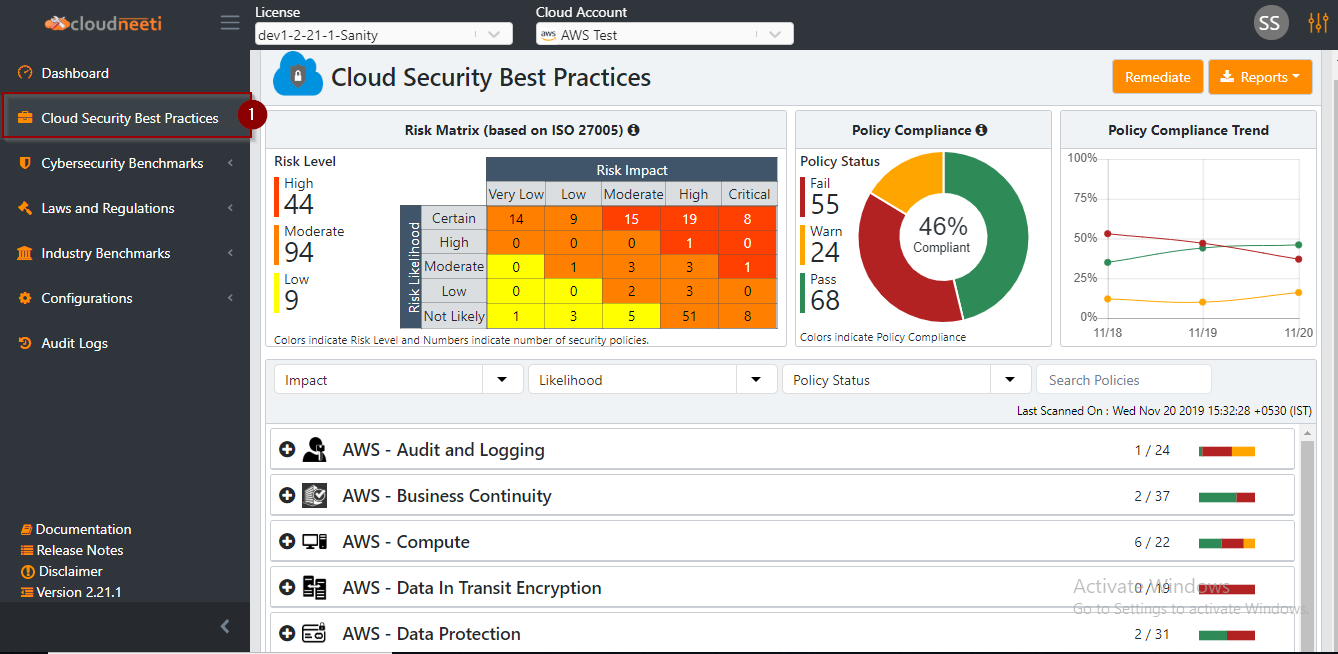 cloudneeti
License
dev1-2-21-1-Sanity
Cloud Account
aws AWS Test
SS
Dashboard
Cloud Security Best Practices
1
Cybersecurity Benchmarks
Laws and Regulations
Industry Benchmarks
Configurations
Audit Logs
Documentation
Release Notes
Disclaimer
Version 2.21.1
Cloud Security Best Practices
Remediate
Reports
Risk Matrix (based on ISO 27005)
Risk Level
High
44
Moderate
94
Low
9
Risk Impact
Very Low Low Moderate High Critical
Risk Likelihood
Certain 14 9 15 19 8
High 0 0 0 1 0
Moderate 0 1 3 3 1
Low 0 0 2 3 0
Not Likely 1 3 5 51 8
Colors indicate Risk Level and Numbers indicate number of security policies.
Policy Compliance
Policy Status
Fail
55
Warn
24
Pass
68
46%
Compliant
Colors indicate Policy Compliance
Policy Compliance Trend
100%
75%
50%
25%
0%
11/18 11/19 11/20
Impact
Likelihood
Policy Status
Search Policies
Last Scanned On : Wed Nov 20 2019 15:32:28 +0530 (IST)
AWS - Audit and Logging 1 / 24
AWS - Business Continuity 2 / 37
AWS - Compute 6 / 22
AWS - Data In Transit Encryption 0 / 19
AWS - Data Protection 2 / 31
Activate Windows
Go to Settings to activate Windows.